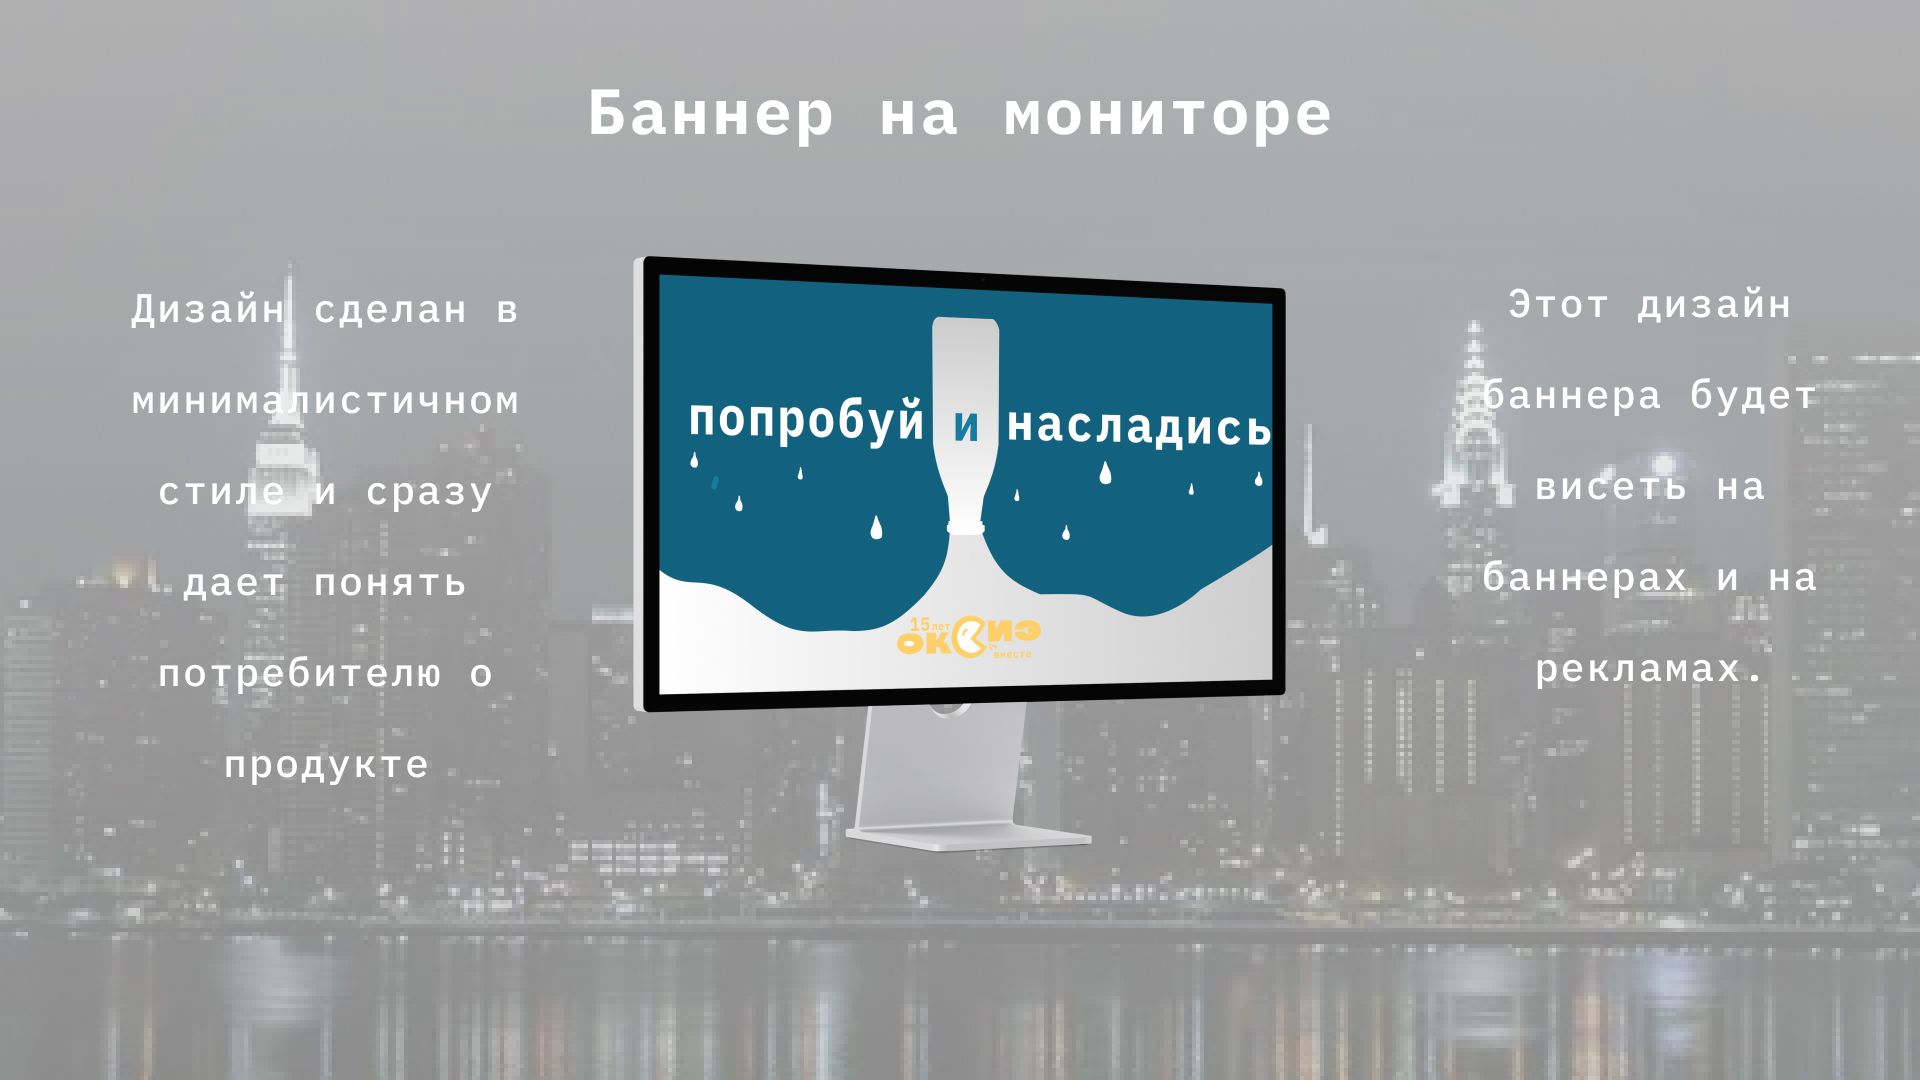 Баннер на мониторе
Дизайн сделан в
минималистичном
стиле и сразу
дает понять
потребителю о
продукте
попробуй и насладись
15 лет
оксиэ
вместе
Этот дизайн
баннера будет
висеть на
баннерах и на
рекламах.